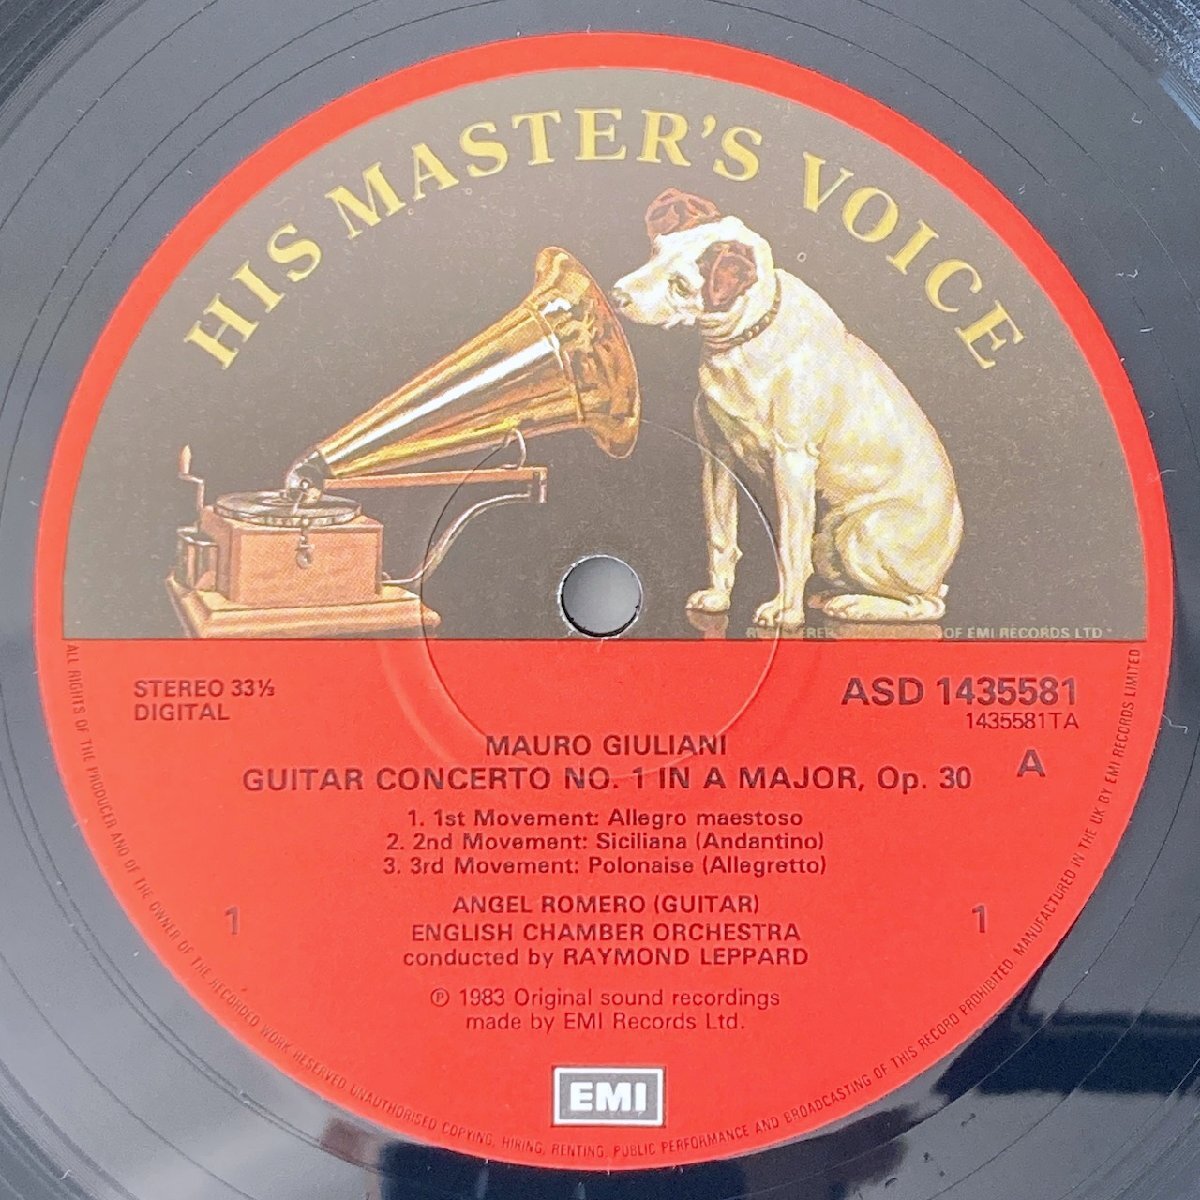 HIS MASTER'S VOICE
OF EMI RECORDS LTD
STEREO 33⅓
DIGITAL
ASD 1435581
1435581TA
A
MAURO GIULIANI
GUITAR CONCERTO NO. 1 IN A MAJOR, Op. 30
1. 1st Movement: Allegro maestoso
2. 2nd Movement: Siciliana (Andantino)
3. 3rd Movement: Polonaise (Allegretto)
1
ANGEL ROMERO (GUITAR)
1
ENGLISH CHAMBER ORCHESTRA
conducted by RAYMOND LEPPARD
℗ 1983 Original sound recordings
made by EMI Records Ltd.
EMI
ALL RIGHTS OF THE PRODUCER AND OF THE OWNER OF THE RECORDED WORK RESERVED UNAUTHORISED COPYING, HIRING, RENTING, PUBLIC PERFORMANCE AND BROADCASTING OF THIS RECORD PROHIBITED. MANUFACTURED IN THE UK BY EMI RECORDS LIMITED